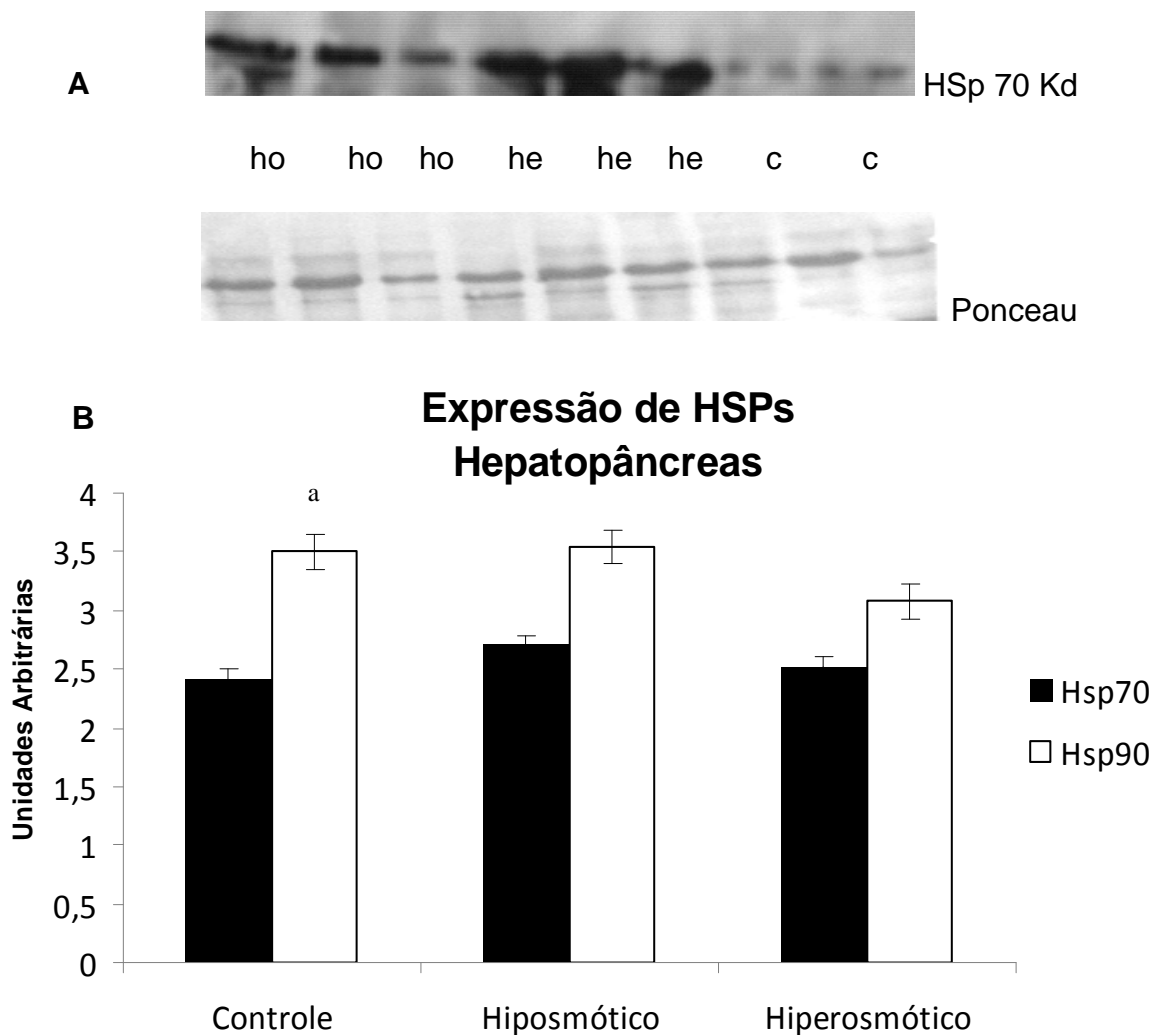 A
HSp 70 Kd
ho ho ho he he he c c
Ponceau
B
Expressão de HSPs
Hepatopâncreas
a
Unidades Arbitrárias
4
3,5
3
2,5
2
1,5
1
0,5
0
Hsp70
Hsp90
Controle Hiposmótico Hiperosmótico